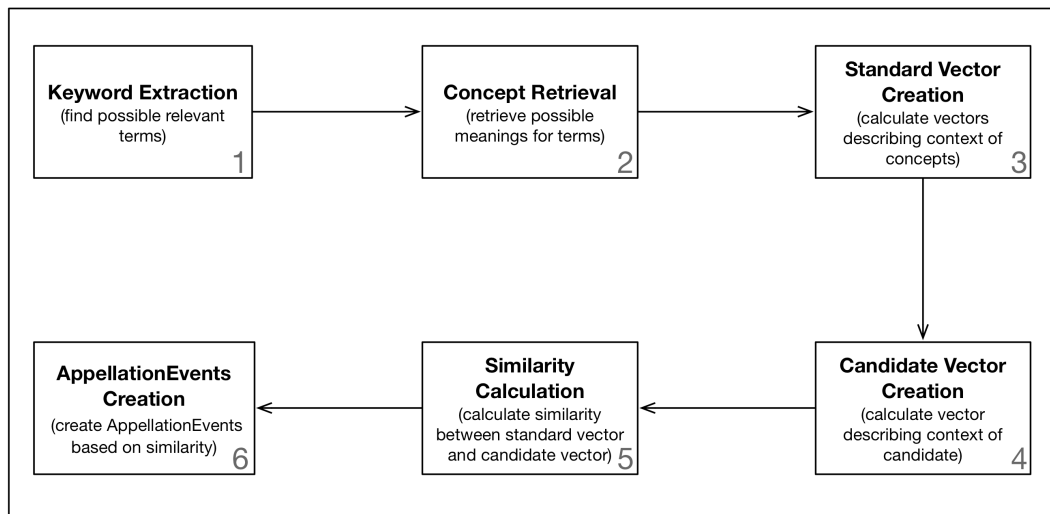 Keyword Extraction
(find possible relevant
terms)
1
Concept Retrieval
(retrieve possible
meanings for terms)
2
Standard Vector
Creation
(calculate vectors
describing context of
concepts)
3
AppellationEvents
Creation
(create AppellationEvents
based on similarity)
6
Similarity
Calculation
(calculate similarity
between standard vector
and candidate vector)
5
Candidate Vector
Creation
(calculate vector
describing context of
candidate)
4